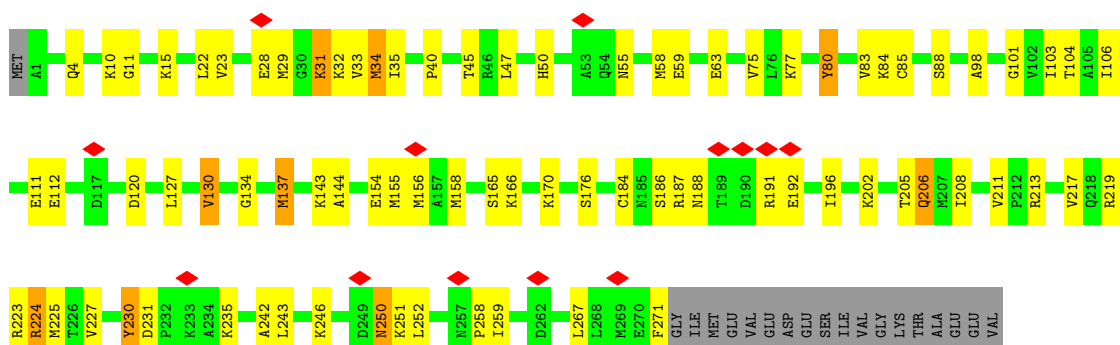 MET A1 Q4 K10 G11 K15 L22 V23 E28 M29 G30 K31 K32 V33 M34 I35 P40 T45 R46 L47 H50 A53 Q54 N55 M58 E59 E63 V75 L76 K77 Y80 V83 K84 C85 S88 A98 G101 V102 I103 T104 A105 I106
E111 E112 D117 D120 L127 V130 G134 M137 K143 A144 E154 M155 M156 A157 M158 S165 K166 K170 S176 C184 N185 S186 R187 N188 T189 D190 R191 E192 I196 K202 T205 Q206 M207 I208 V211 P212 R213 V217 Q218 R219
R223 R224 M225 T226 V227 Y230 D231 P232 K233 A234 K235 A242 L243 K246 D249 N250 K251 L252 N257 P258 I259 D262 L267 L268 M269 E270 F271 GLY ILE MET GLU VAL GLU ASP GLU SER ILE VAL GLY LYS THR ALA GLU GLU VAL